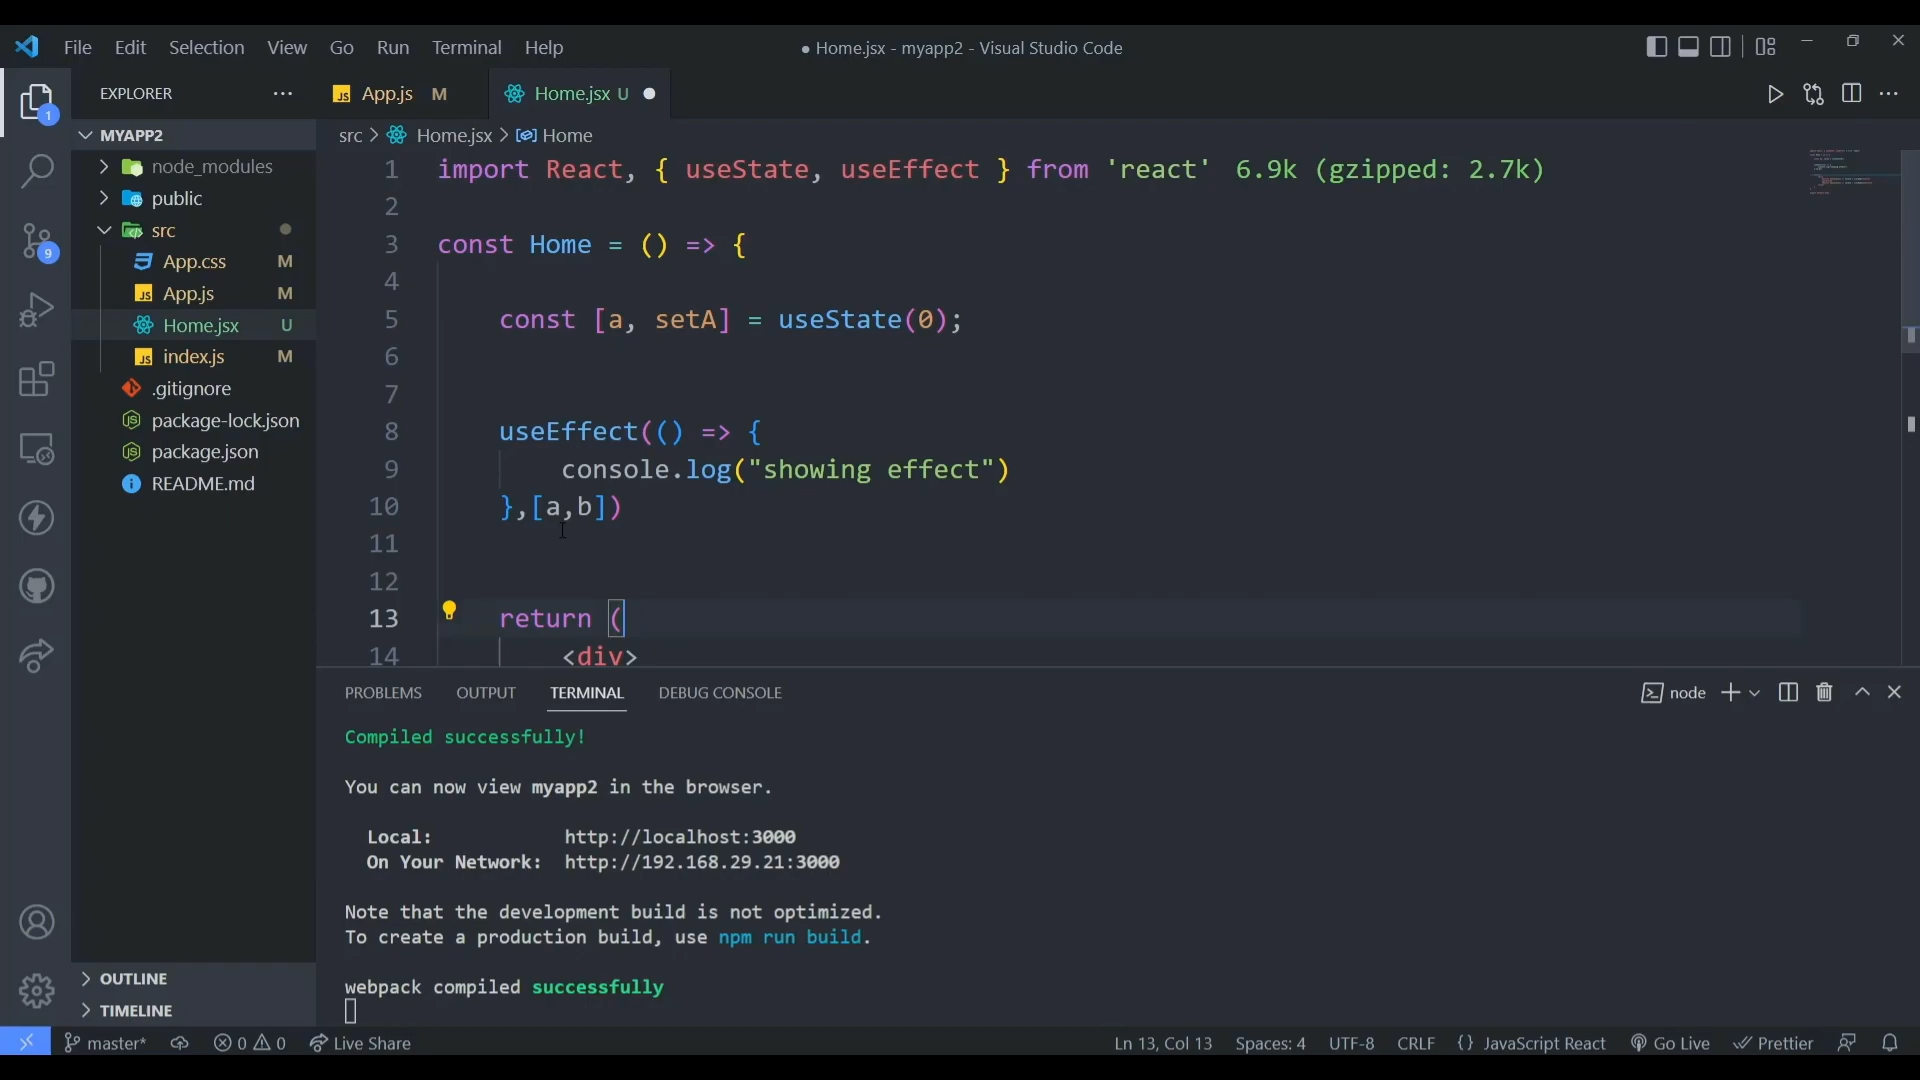 File Edit Selection View Go Run Terminal Help
● Home.jsx - myapp2 - Visual Studio Code
EXPLORER ···
JS App.js M
Home.jsx U ●
1
MYAPP2
node_modules
public
src
App.css M
JS App.js M
Home.jsx U
JS index.js M
.gitignore
package-lock.json
package.json
README.md
9
OUTLINE
TIMELINE
src > Home.jsx > Home
1 import React, { useState, useEffect } from 'react' 6.9k (gzipped: 2.7k)
2
3 const Home = () => {
4
5 const [a, setA] = useState(0);
6
7
8 useEffect(() => {
9 console.log("showing effect")
10 },[a,b])
11
12
13 return (
14 <div>
PROBLEMS OUTPUT TERMINAL DEBUG CONSOLE
node
Compiled successfully!
You can now view myapp2 in the browser.
Local: http://localhost:3000
On Your Network: http://192.168.29.21:3000
Note that the development build is not optimized.
To create a production build, use npm run build.
webpack compiled successfully
master* 0 0 Live Share
Ln 13, Col 13 Spaces: 4 UTF-8 CRLF {} JavaScript React Go Live Prettier